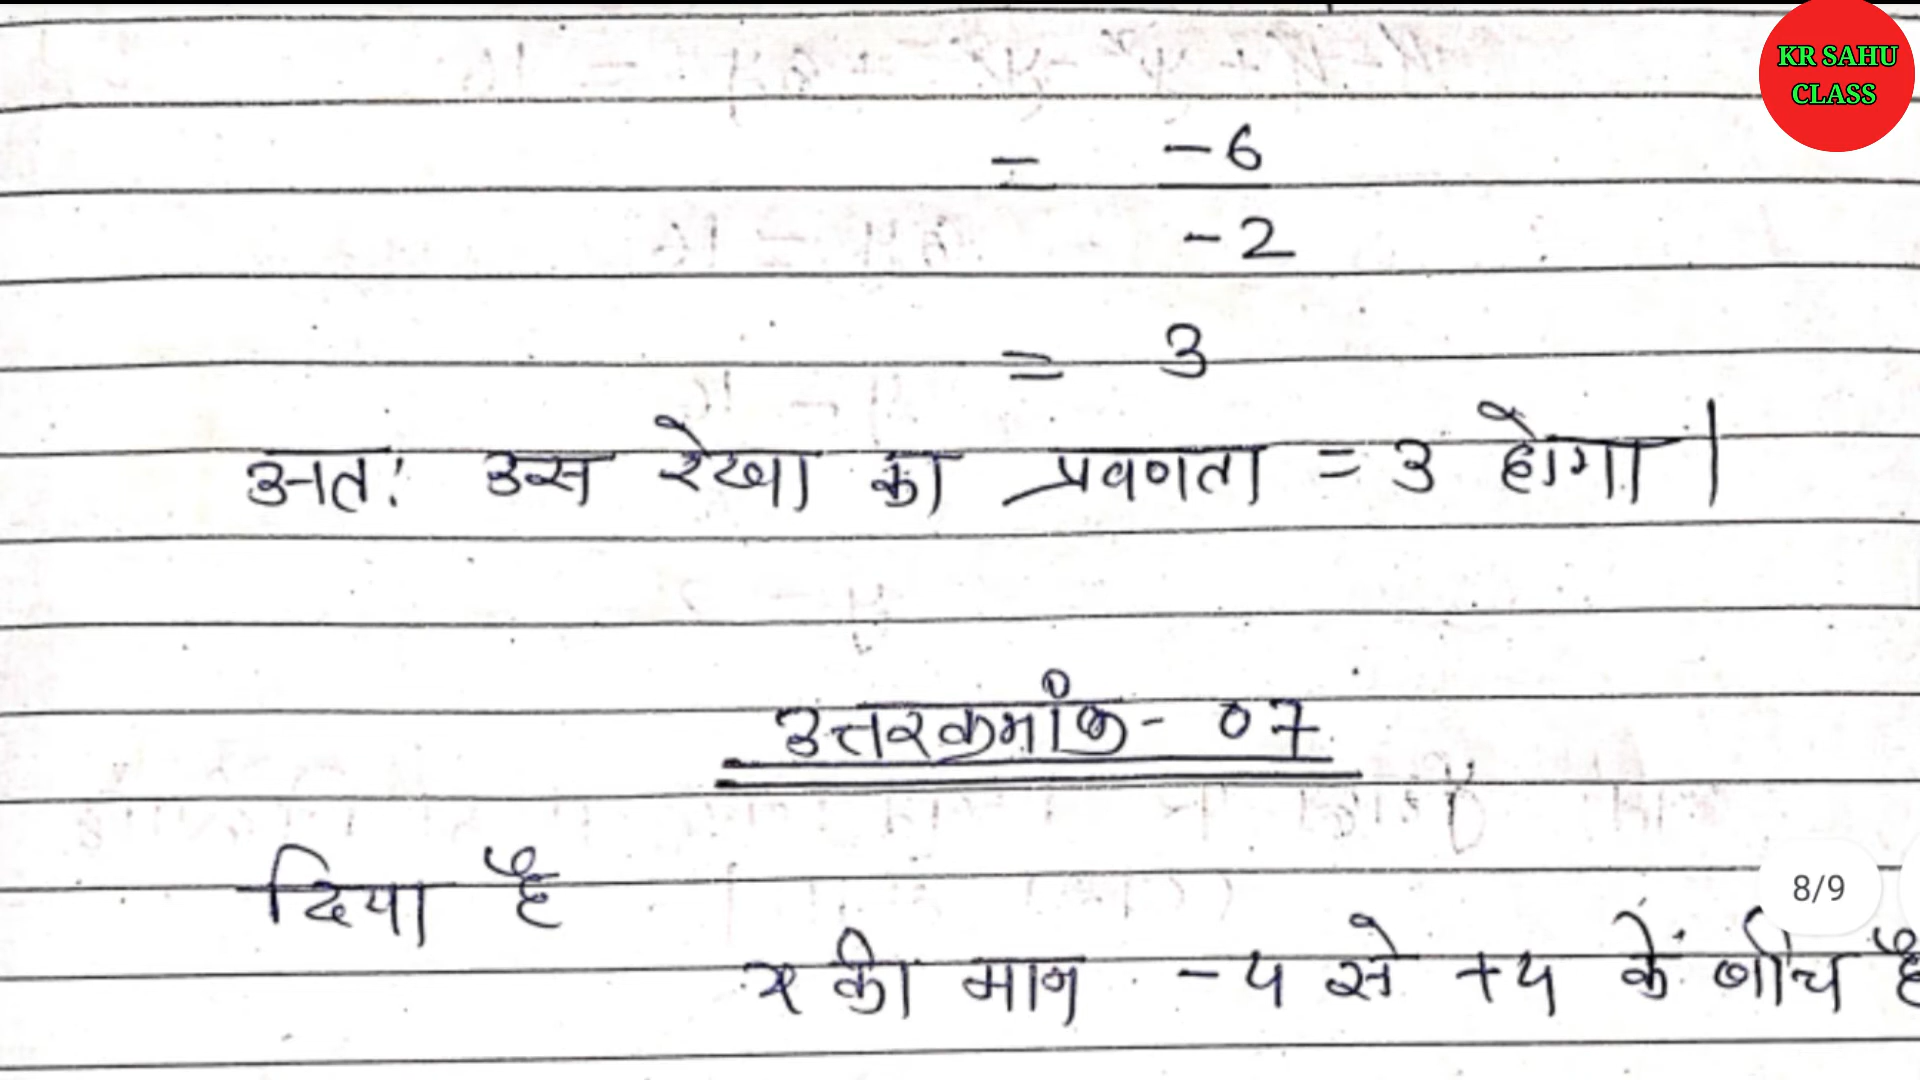 KR SAHU
CLASS
= -6
-2
= 3
अतः उस रेखा का प्रवणता = 3 होगा |
उत्तरक्रमांक - 07
दिया है
8/9
x की मान -4 से +4 के बीच है